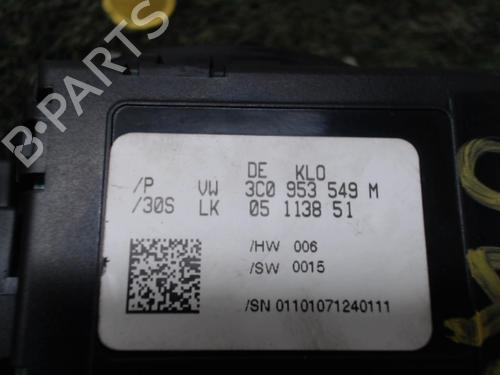 DE KLO
/P VW 3C0 953 549 M
/30S LK 05 1138 51
/HW 006
/SW 0015
/SN 01101071240111
B-PARTS